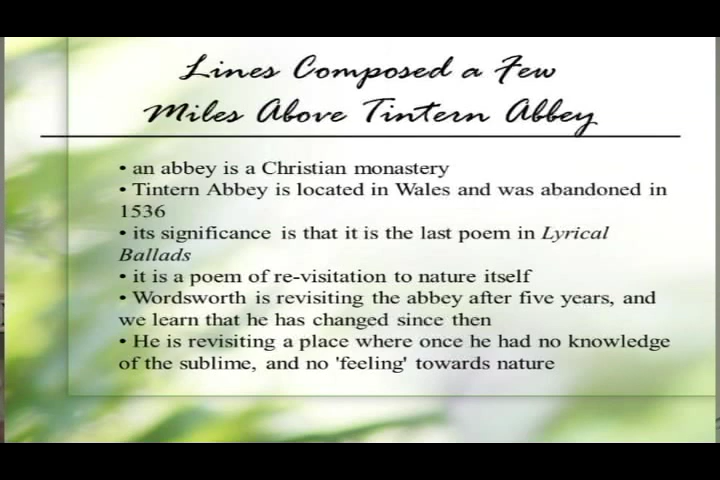 Lines Composed a Few
Miles Above Tintern Abbey
• an abbey is a Christian monastery
• Tintern Abbey is located in Wales and was abandoned in
1536
• its significance is that it is the last poem in Lyrical
Ballads
• it is a poem of re-visitation to nature itself
• Wordsworth is revisiting the abbey after five years, and
we learn that he has changed since then
• He is revisiting a place where once he had no knowledge
of the sublime, and no 'feeling' towards nature